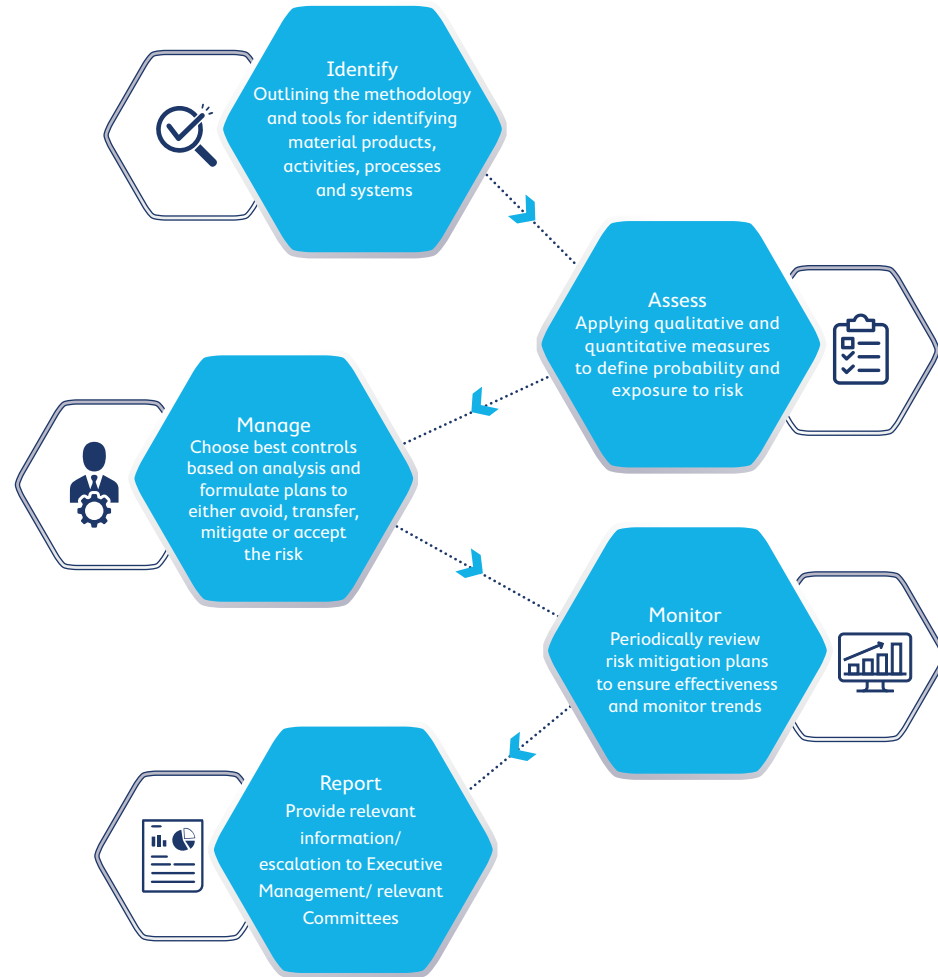 Identify
Outlining the methodology
and tools for identifying
material products,
activities, processes
and systems
Assess
Applying qualitative and
quantitative measures
to define probability and
exposure to risk
Manage
Choose best controls
based on analysis and
formulate plans to
either avoid, transfer,
mitigate or accept
the risk
Monitor
Periodically review
risk mitigation plans
to ensure effectiveness
and monitor trends
Report
Provide relevant
information/
escalation to Executive
Management/ relevant
Committees